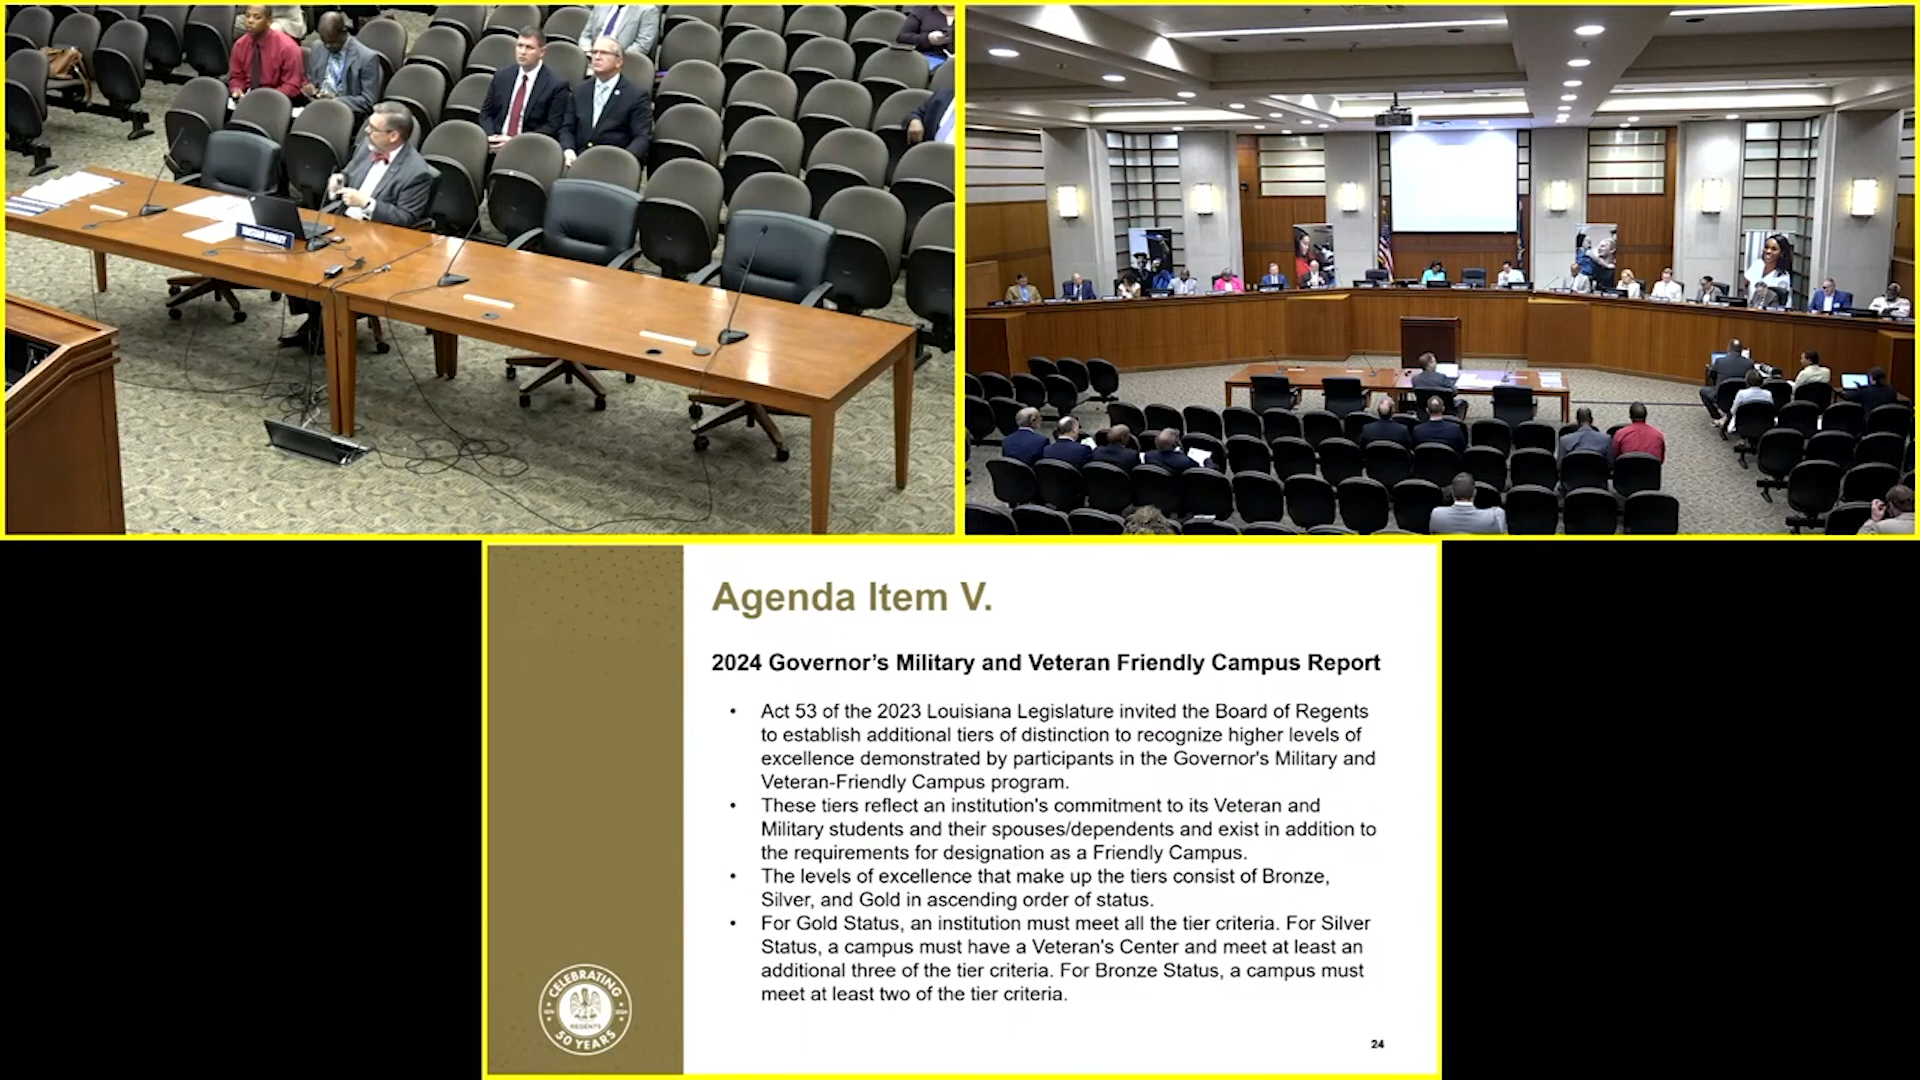 Agenda Item V.
2024 Governor's Military and Veteran Friendly Campus Report
• Act 53 of the 2023 Louisiana Legislature invited the Board of Regents
to establish additional tiers of distinction to recognize higher levels of
excellence demonstrated by participants in the Governor's Military and
Veteran-Friendly Campus program.
• These tiers reflect an institution's commitment to its Veteran and
Military students and their spouses/dependents and exist in addition to
the requirements for designation as a Friendly Campus.
• The levels of excellence that make up the tiers consist of Bronze,
Silver, and Gold in ascending order of status.
• For Gold Status, an institution must meet all the tier criteria. For Silver
Status, a campus must have a Veteran's Center and meet at least an
additional three of the tier criteria. For Bronze Status, a campus must
meet at least two of the tier criteria.
CELEBRATING
REGENTS
50 YEARS
24